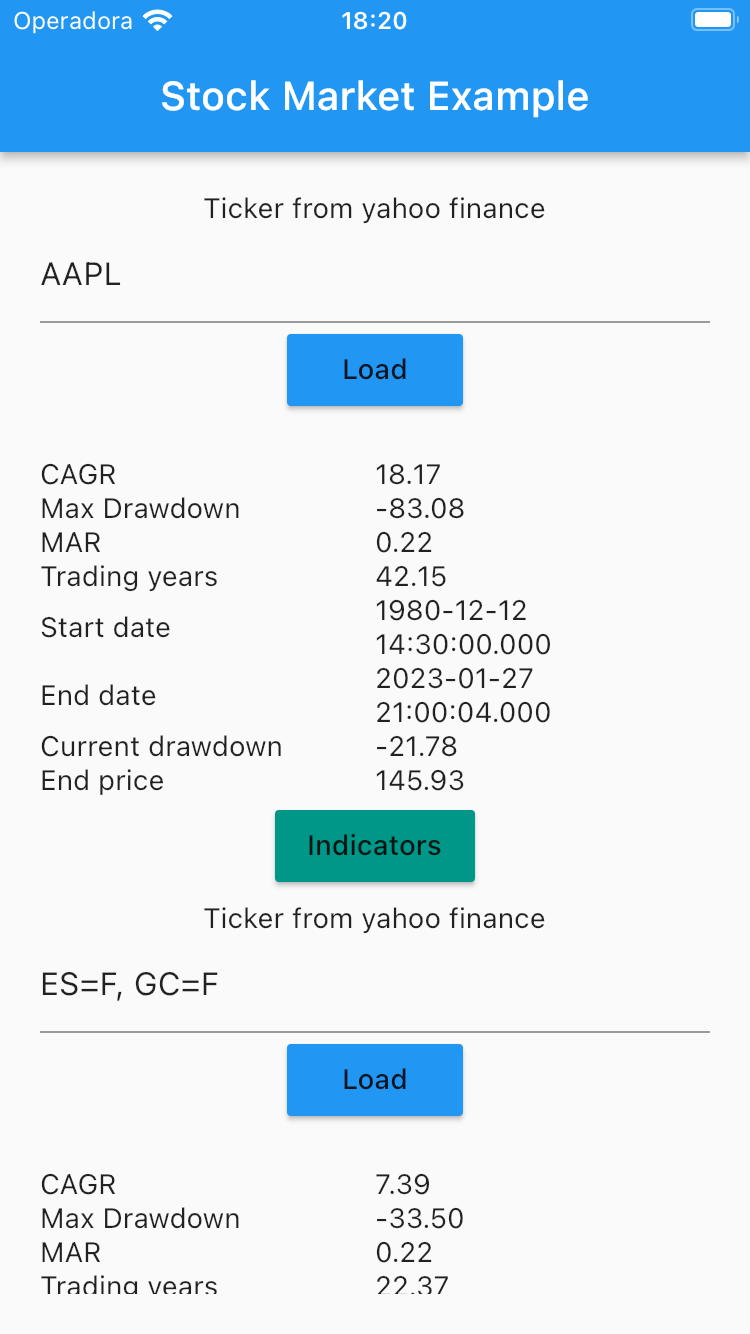 Operadora 18:20
Stock Market Example
Ticker from yahoo finance
AAPL
Load
CAGR 18.17
Max Drawdown -83.08
MAR 0.22
Trading years 42.15
Start date 1980-12-12
14:30:00.000
End date 2023-01-27
21:00:04.000
Current drawdown -21.78
End price 145.93
Indicators
Ticker from yahoo finance
ES=F, GC=F
Load
CAGR 7.39
Max Drawdown -33.50
MAR 0.22
Trading years 22.37